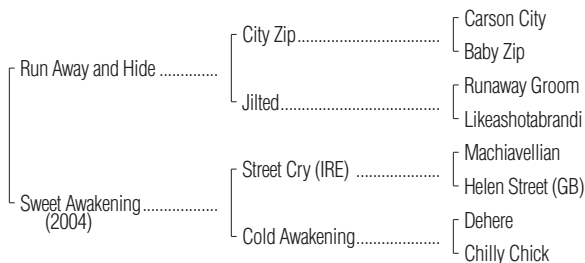 Carson City
City Zip
Baby Zip
Run Away and Hide
Runaway Groom
Jilted
Likeashotabrandi
Machiavellian
Street Cry (IRE)
Helen Street (GB)
Sweet Awakening
(2004)
Dehere
Cold Awakening
Chilly Chick